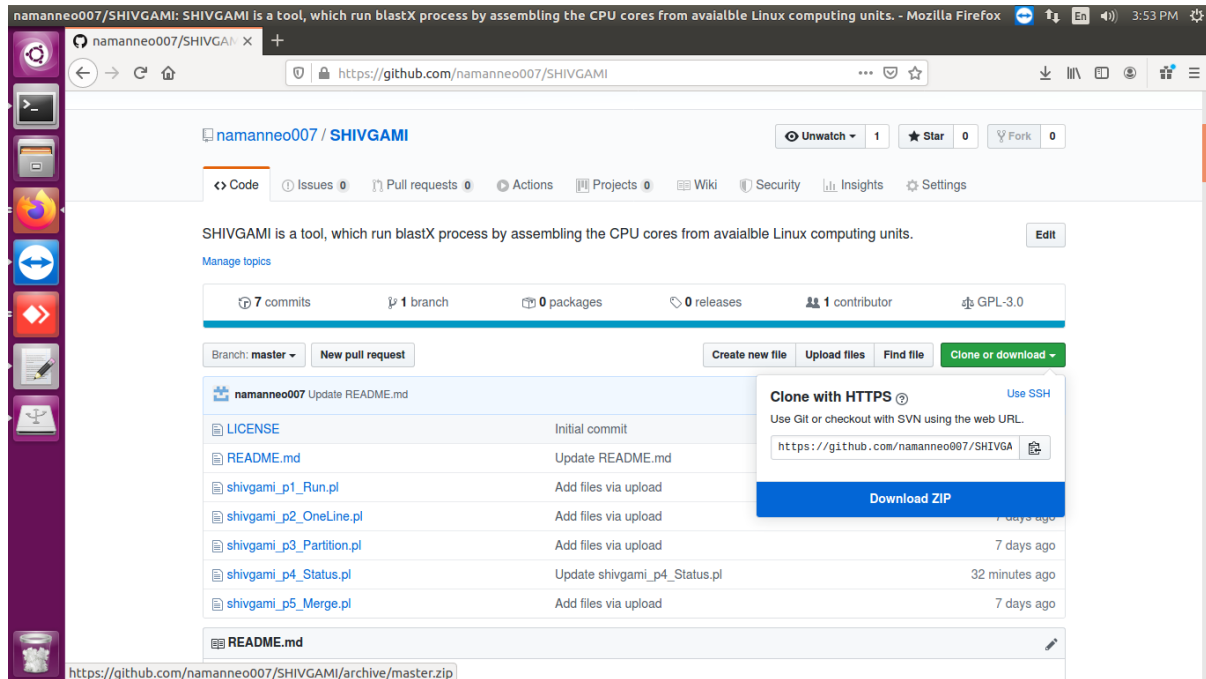 namanneo007/SHIVGAMI: SHIVGAMI is a tool, which run blastX process by assembling the CPU cores from avaialble Linux computing units. - Mozilla Firefox En 3:53 PM
namanneo007/SHIVGAM × +
https://github.com/namanneo007/SHIVGAMI
namanneo007 / SHIVGAMI Unwatch 1 Star 0 Fork 0
Code Issues 0 Pull requests 0 Actions Projects 0 Wiki Security Insights Settings
SHIVGAMI is a tool, which run blastX process by assembling the CPU cores from avaialble Linux computing units. Edit
Manage topics
7 commits 1 branch 0 packages 0 releases 1 contributor GPL-3.0
Branch: master New pull request Create new file Upload files Find file Clone or download
namanneo007 Update README.md
Clone with HTTPS Use SSH
Use Git or checkout with SVN using the web URL.
https://github.com/namanneo007/SHIVGA
Download ZIP
LICENSE Initial commit
README.md Update README.md
shivgami_p1_Run.pl Add files via upload
shivgami_p2_OneLine.pl Add files via upload 7 days ago
shivgami_p3_Partition.pl Add files via upload 7 days ago
shivgami_p4_Status.pl Update shivgami_p4_Status.pl 32 minutes ago
shivgami_p5_Merge.pl Add files via upload 7 days ago
README.md
https://github.com/namanneo007/SHIVGAMI/archive/master.zip